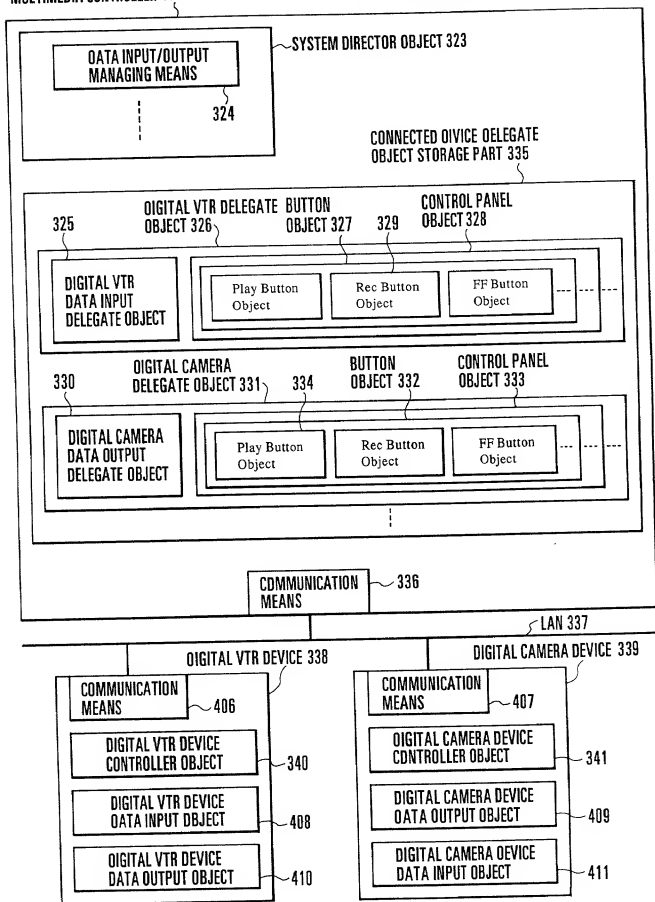 SYSTEM DIRECTOR OBJECT 323
OATA INPUT/OUTPUT
MANAGING MEANS
324
CONNECTED OIVICE OELEGATE
OBJECT STORAGE PART 335
OIGITAL VTR DELEGATE
OBJECT 326
BUTTON
OBJECT 327
329
CONTROL PANEL
OBJECT 328
325
DIGITAL VTR
DATA INPUT
DELEGATE OBJECT
Play Button
Object
Rec Button
Object
FF Button
Object
OIGITAL CAMERA
DELEGATE OBJECT 331
334
BUTTON
OBJECT 332
CONTROL PANEL
OBJECT 333
330
DIGITAL CAMERA
DATA OUTPUT
DELEGATE OBJECT
Play Button
Object
Rec Button
Object
FF Button
Object
CDMMUNICATION
MEANS
336
LAN 337
OIGITAL VTR DEVICE 338
COMMUNICATION
MEANS
406
DIGITAL VTR DEVICE
CONTROLLER OBJECT
340
DIGITAL VTR DEVICE
OATA INPUT DBJECT
408
OIGITAL VTR DEVICE
DATA OUTPUT OBJECT
410
DIGITAL CAMERA DEVICE 339
COMMUNICATION
MEANS
407
OIGITAL CAMERA DEVICE
CDNTROLLER OBJECT
341
DIGITAL CAMERA DEVICE
OATA OUTPUT OBJECT
409
DIGITAL CAMERA OEVICE
DATA INPUT OBJECT
411